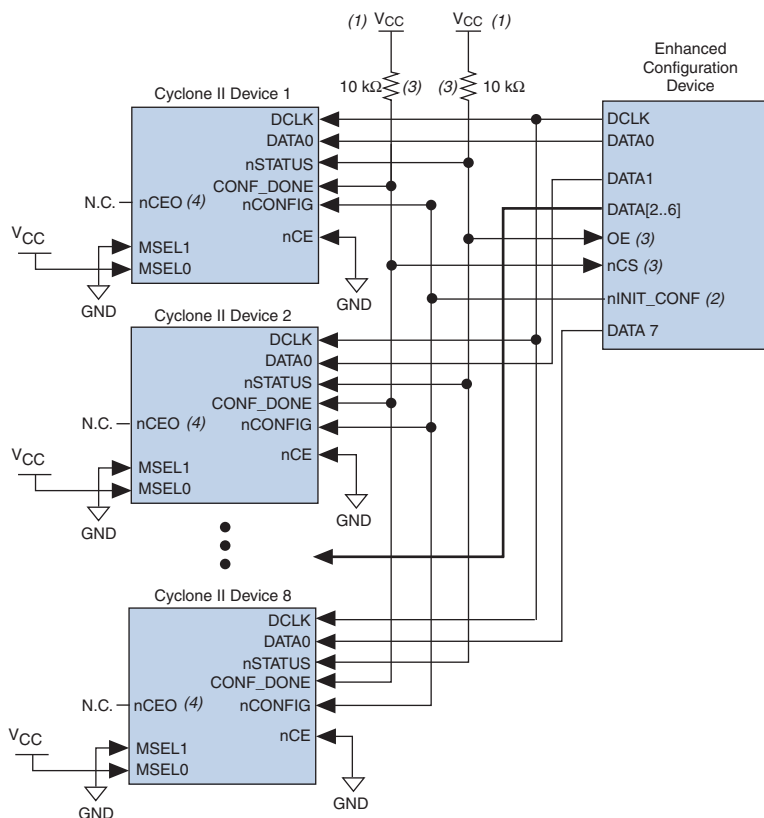 (1) VCC
VCC (1)
10 kΩ (3)
(3) 10 kΩ
Enhanced
Configuration
Device
DCLK
DATA0
DATA1
DATA[2..6]
OE (3)
nCS (3)
nINIT_CONF (2)
DATA 7
Cyclone II Device 1
DCLK
DATA0
nSTATUS
CONF_DONE
nCONFIG
N.C. nCEO (4)
nCE
VCC
MSEL1
MSEL0
GND
GND
Cyclone II Device 2
DCLK
DATA0
nSTATUS
CONF_DONE
nCONFIG
N.C. nCEO (4)
nCE
VCC
MSEL1
MSEL0
GND
GND
Cyclone II Device 8
DCLK
DATA0
nSTATUS
CONF_DONE
nCONFIG
N.C. nCEO (4)
nCE
VCC
MSEL1
MSEL0
GND
GND